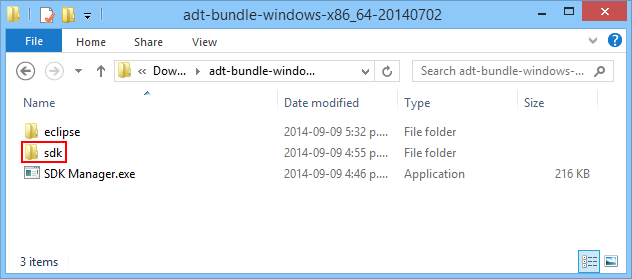 adt-bundle-windows-x86_64-20140702
File Home Share View
« Dow... adt-bundle-windo... Search adt-bundle-windows-...
Name Date modified Type Size
eclipse 2014-09-09 5:32 p.... File folder
sdk 2014-09-09 4:55 p.... File folder
SDK Manager.exe 2014-09-09 4:46 p.... Application 216 KB
3 items